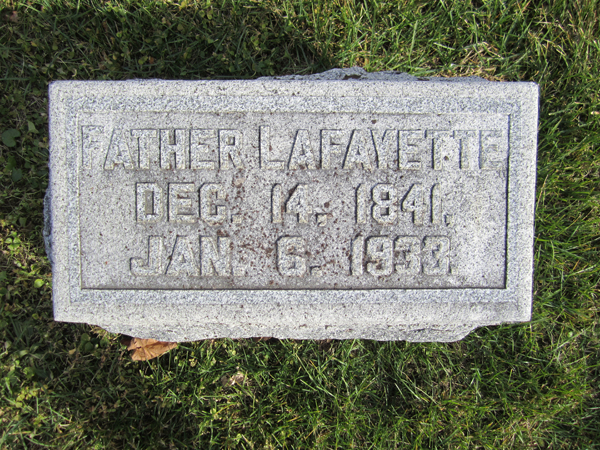 FATHER LAFAYETTE
DEC. 14. 1841.
JAN. 6. 1933.